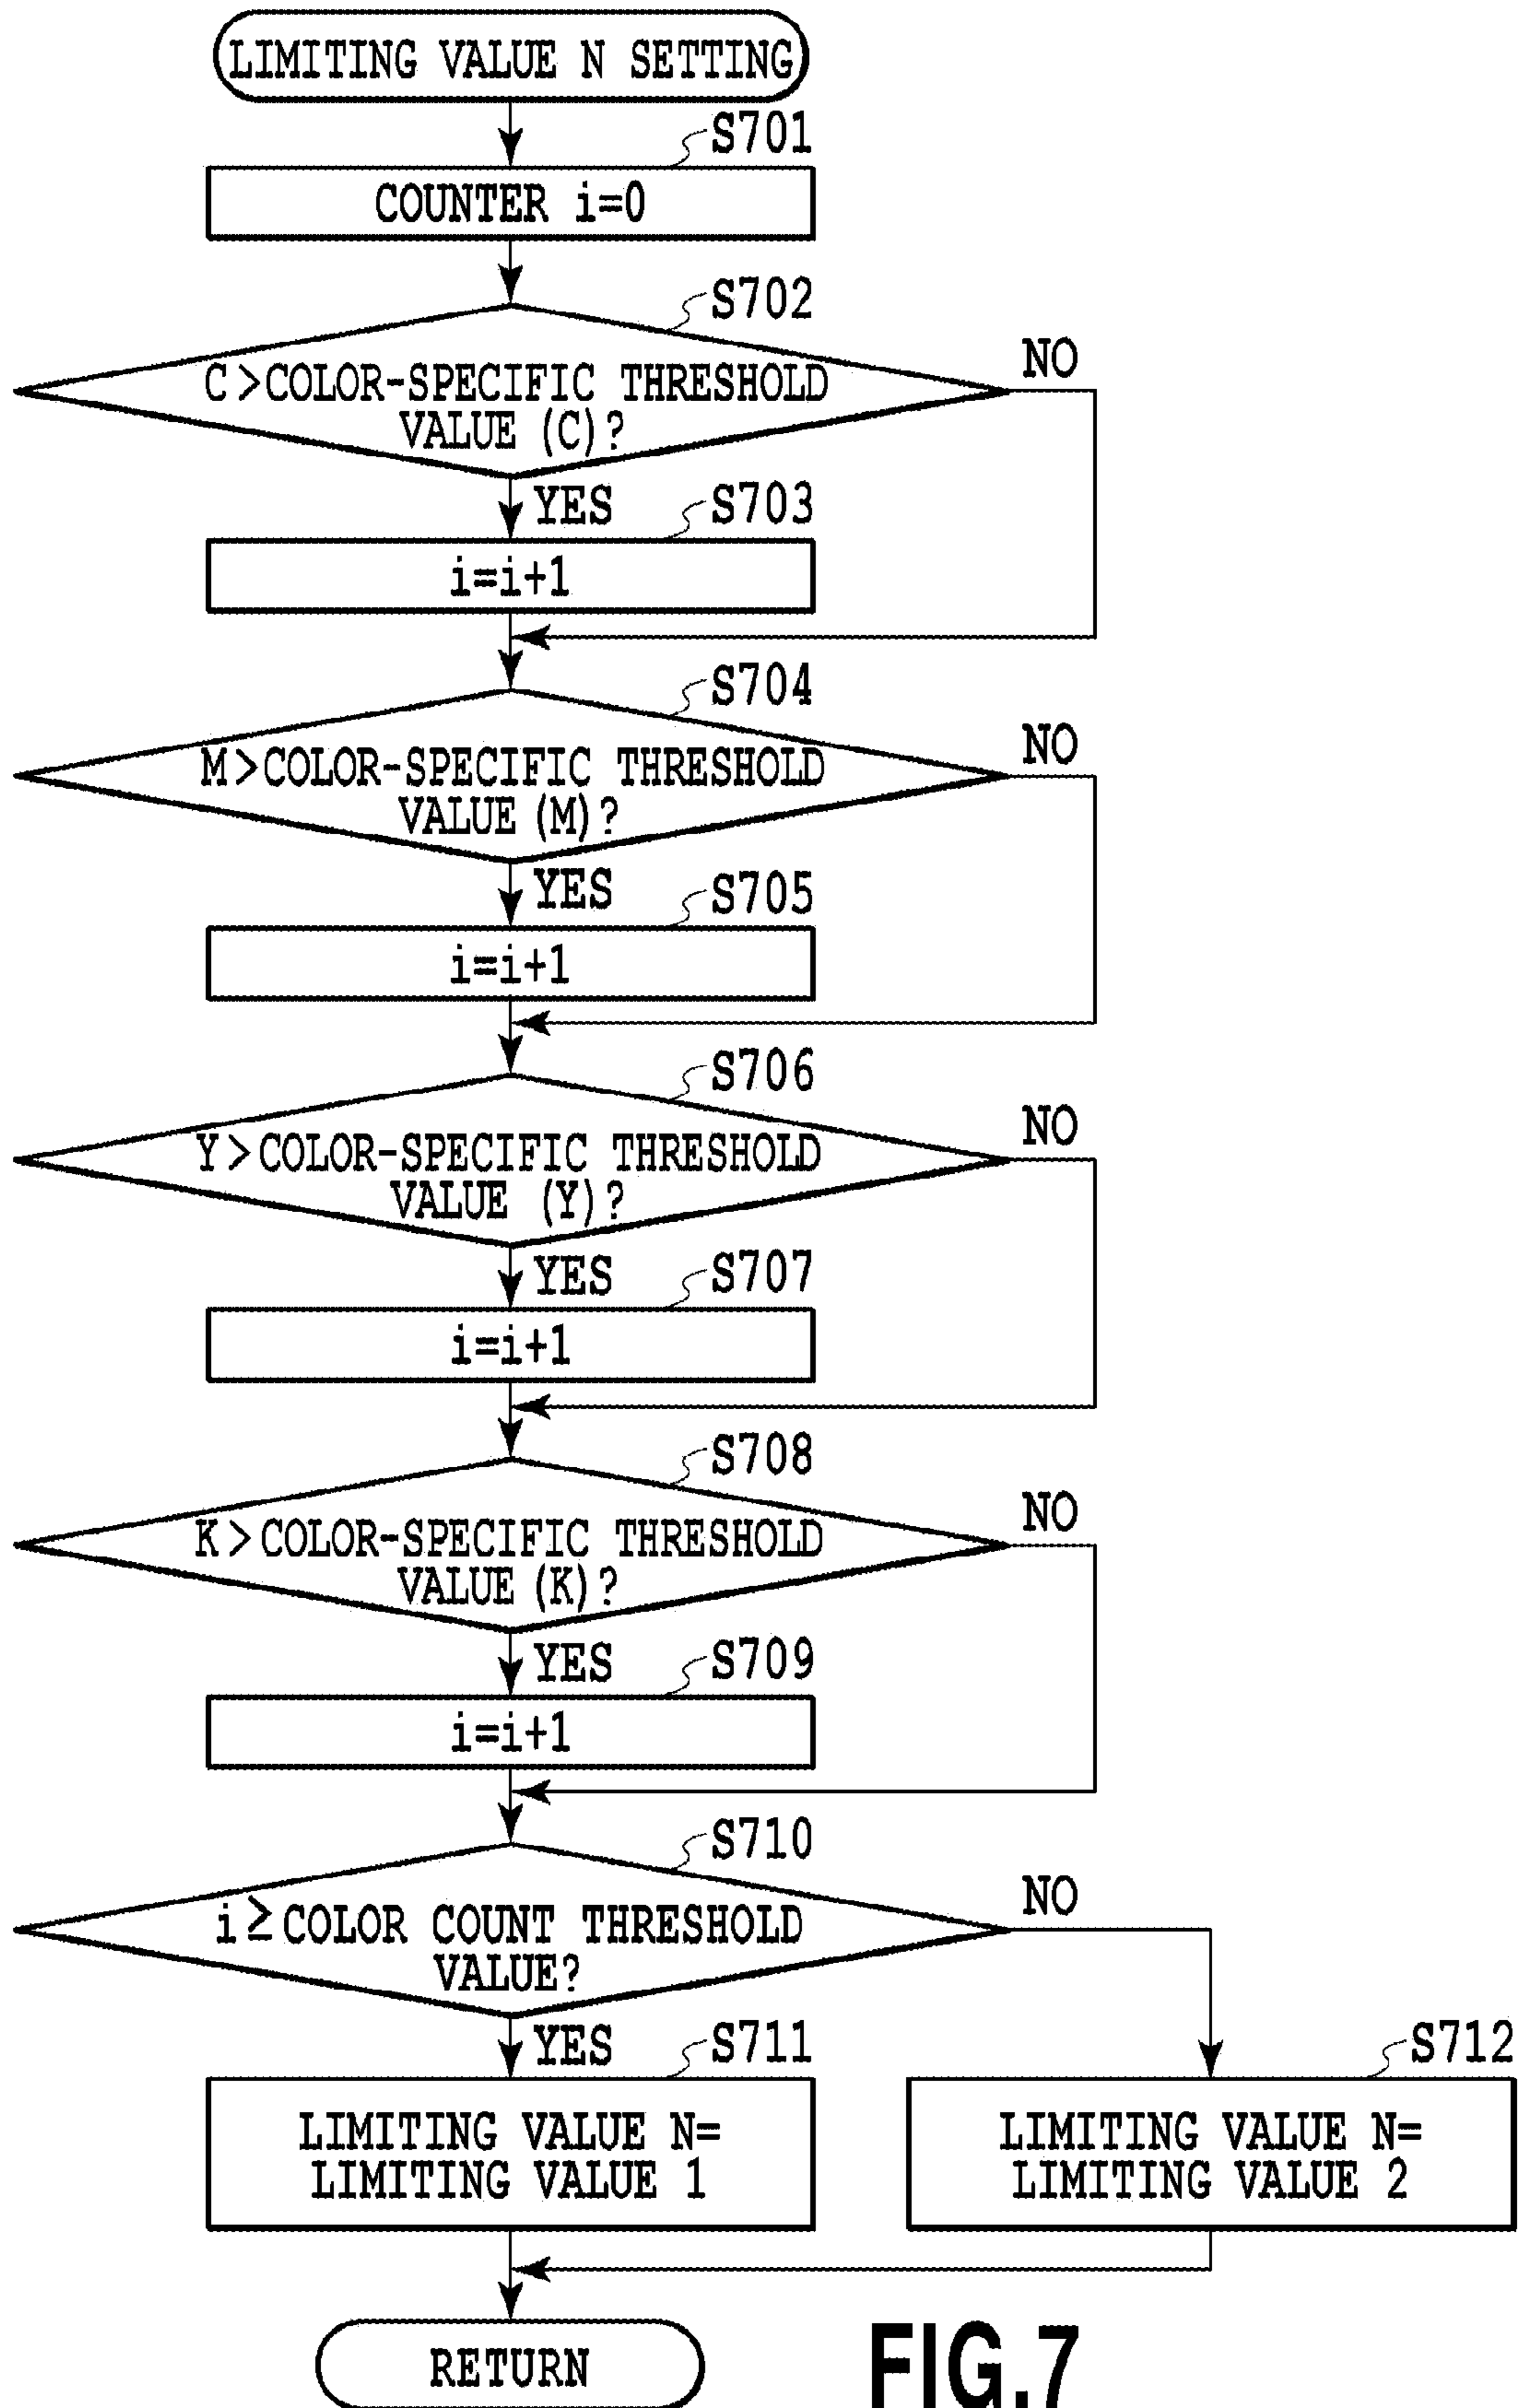 LIMITING VALUE N SETTING
S701
COUNTER i=0
S702
C>COLOR-SPECIFIC THRESHOLD
VALUE (C)?
NO
YES
S703
i=i+1
S704
M>COLOR-SPECIFIC THRESHOLD
VALUE (M)?
NO
YES
S705
i=i+1
S706
Y>COLOR-SPECIFIC THRESHOLD
VALUE (Y)?
NO
YES
S707
i=i+1
S708
K>COLOR-SPECIFIC THRESHOLD
VALUE (K)?
NO
YES
S709
i=i+1
S710
i≥COLOR COUNT THRESHOLD
VALUE?
NO
YES
S711
LIMITING VALUE N=
LIMITING VALUE 1
S712
LIMITING VALUE N=
LIMITING VALUE 2
RETURN
FIG.7